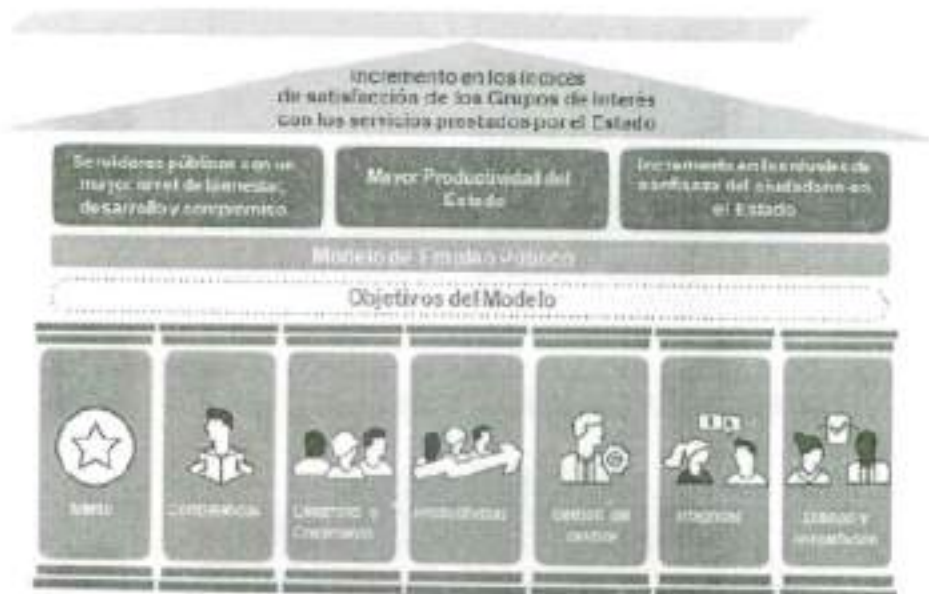 Incremento en los índices
de satisfacción de los Grupos de Interés
con los servicios prestados por el Estado
Servidores públicos con un
mayor nivel de bienestar,
desarrollo y compromiso
Mayor Productividad del
Estado
Incremento en los niveles de
confianza del ciudadano en
el Estado
Modelo de Empleo Público
Objetivos del Modelo
Mérito
Competencias
Desarrollo y
Crecimiento
Productividad
Gestión del
cambio
Integridad
Diálogo y